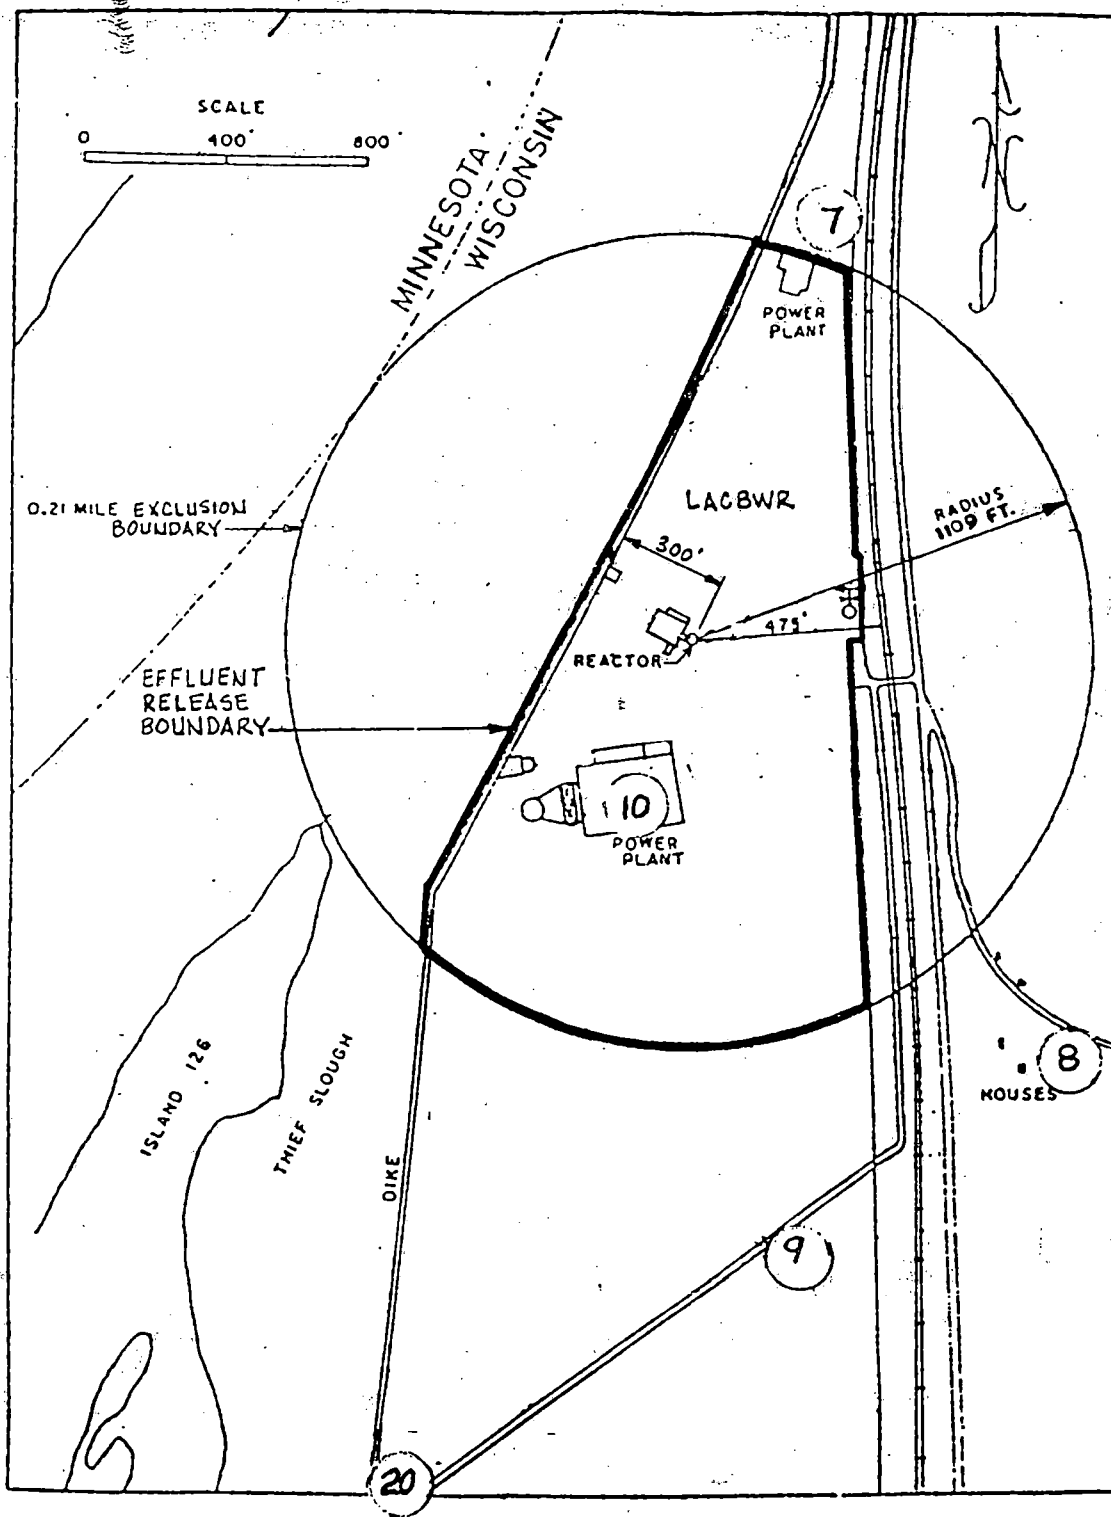 SCALE
0 400' 800'
MINNESOTA
WISCONSIN
7
POWER
PLANT
0.21 MILE EXCLUSION
BOUNDARY
LACBWR
RADIUS
1109 FT.
300'
475'
REACTOR
EFFLUENT
RELEASE
BOUNDARY
10
POWER
PLANT
ISLAND 126
THIEF SLOUGH
DIKE
8
HOUSES
9
20